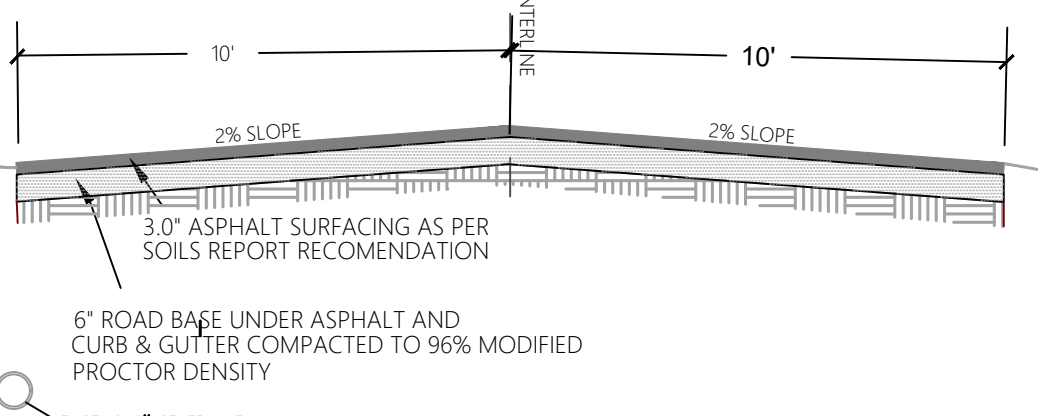 NTERLINE
10'
10'
2% SLOPE
2% SLOPE
3.0" ASPHALT SURFACING AS PER
SOILS REPORT RECOMENDATION
6" ROAD BASE UNDER ASPHALT AND
CURB & GUTTER COMPACTED TO 96% MODIFIED
PROCTOR DENSITY